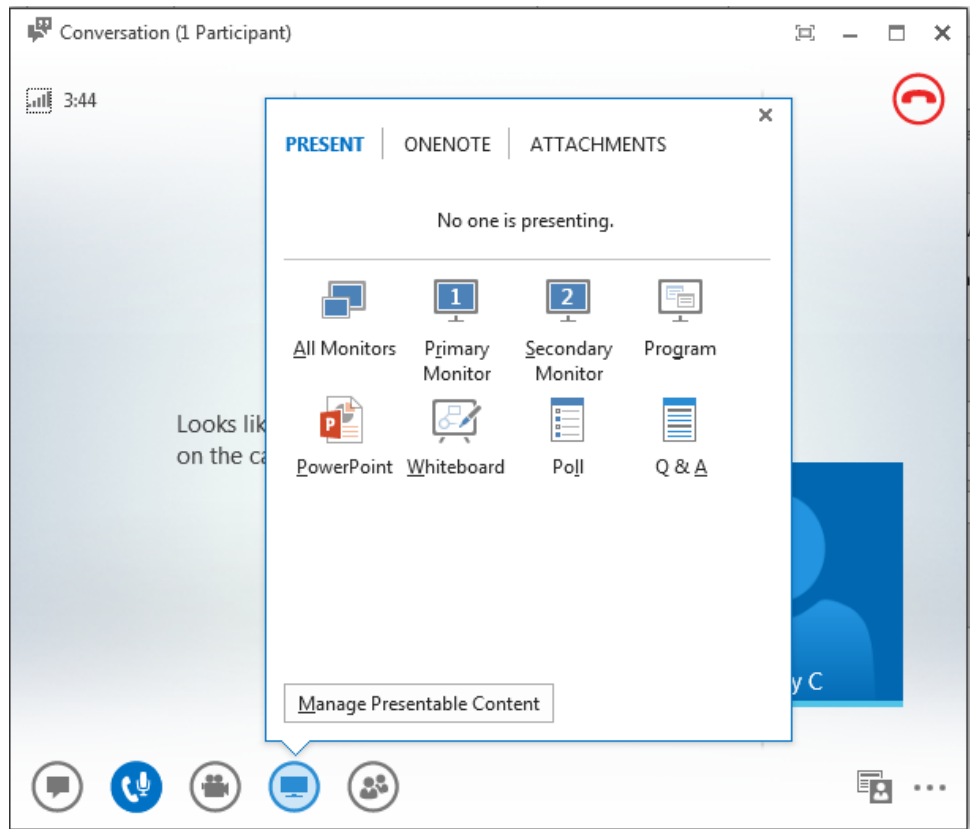 Conversation (1 Participant)
3:44
PRESENT ONENOTE ATTACHMENTS
No one is presenting.
1 2
All Monitors Primary Monitor Secondary Monitor Program
Looks lik
on the ca
P
PowerPoint Whiteboard Poll Q & A
y C
Manage Presentable Content